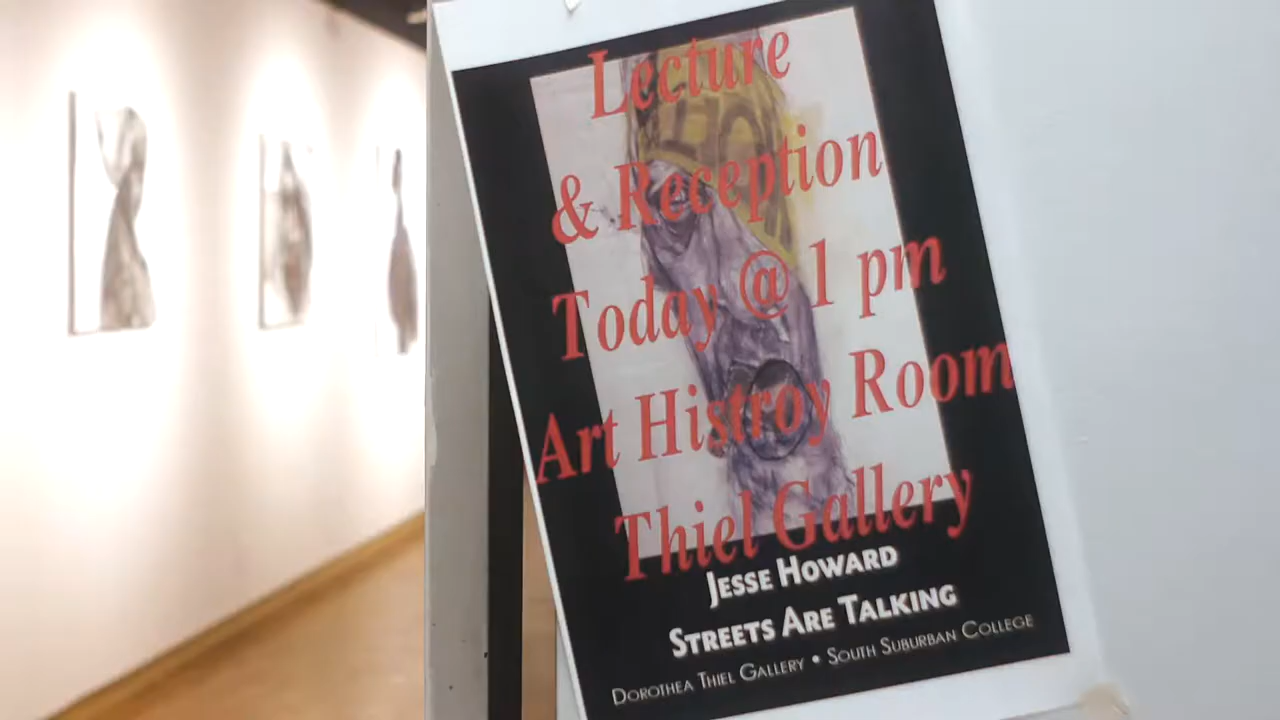 Lecture
& Reception
Today @ 1 pm
Art Histroy Room
Thiel Gallery
Jesse Howard
Streets Are Talking
Dorothea Thiel Gallery • South Suburban College